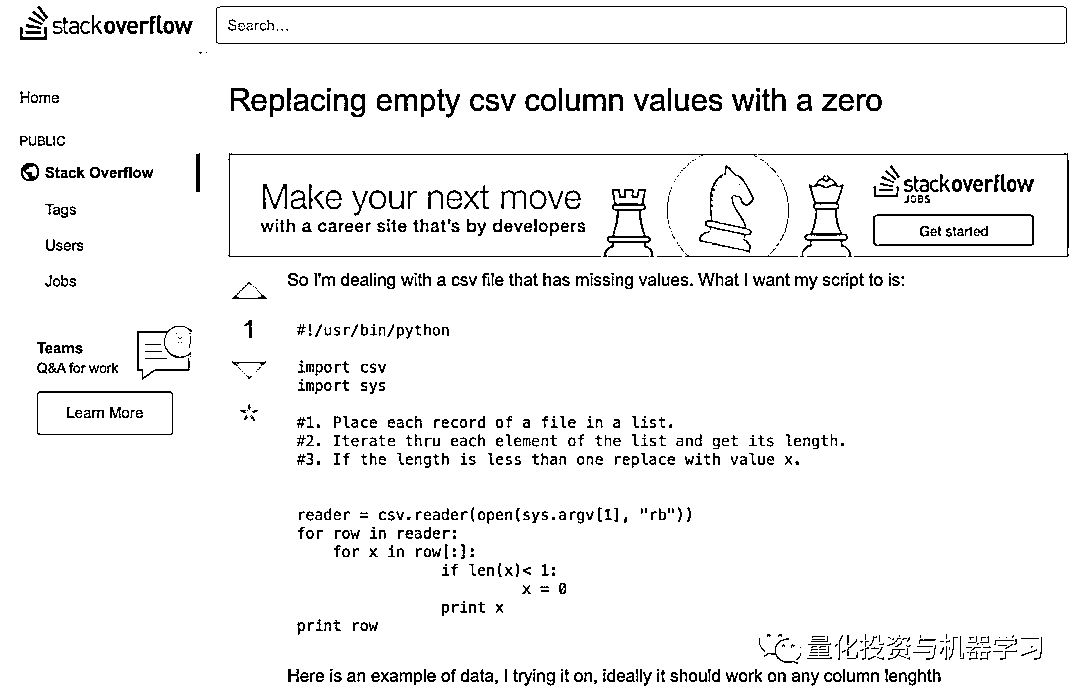 stackoverflow
Search...
Home
PUBLIC
Stack Overflow
Tags
Users
Jobs
Teams
Q&A for work
Learn More
Replacing empty csv column values with a zero
Make your next move
with a career site that's by developers
stackoverflow
JOBS
Get started
So I'm dealing with a csv file that has missing values. What I want my script to is:
1
#!/usr/bin/python
import csv
import sys
#1. Place each record of a file in a list.
#2. Iterate thru each element of the list and get its length.
#3. If the length is less than one replace with value x.
reader = csv.reader(open(sys.argv[1], "rb"))
for row in reader:
    for x in row[:]:
                if len(x)< 1:
                         x = 0
                print x
print row
量化投资与机器学习
Here is an example of data, I trying it on, ideally it should work on any column lenghth